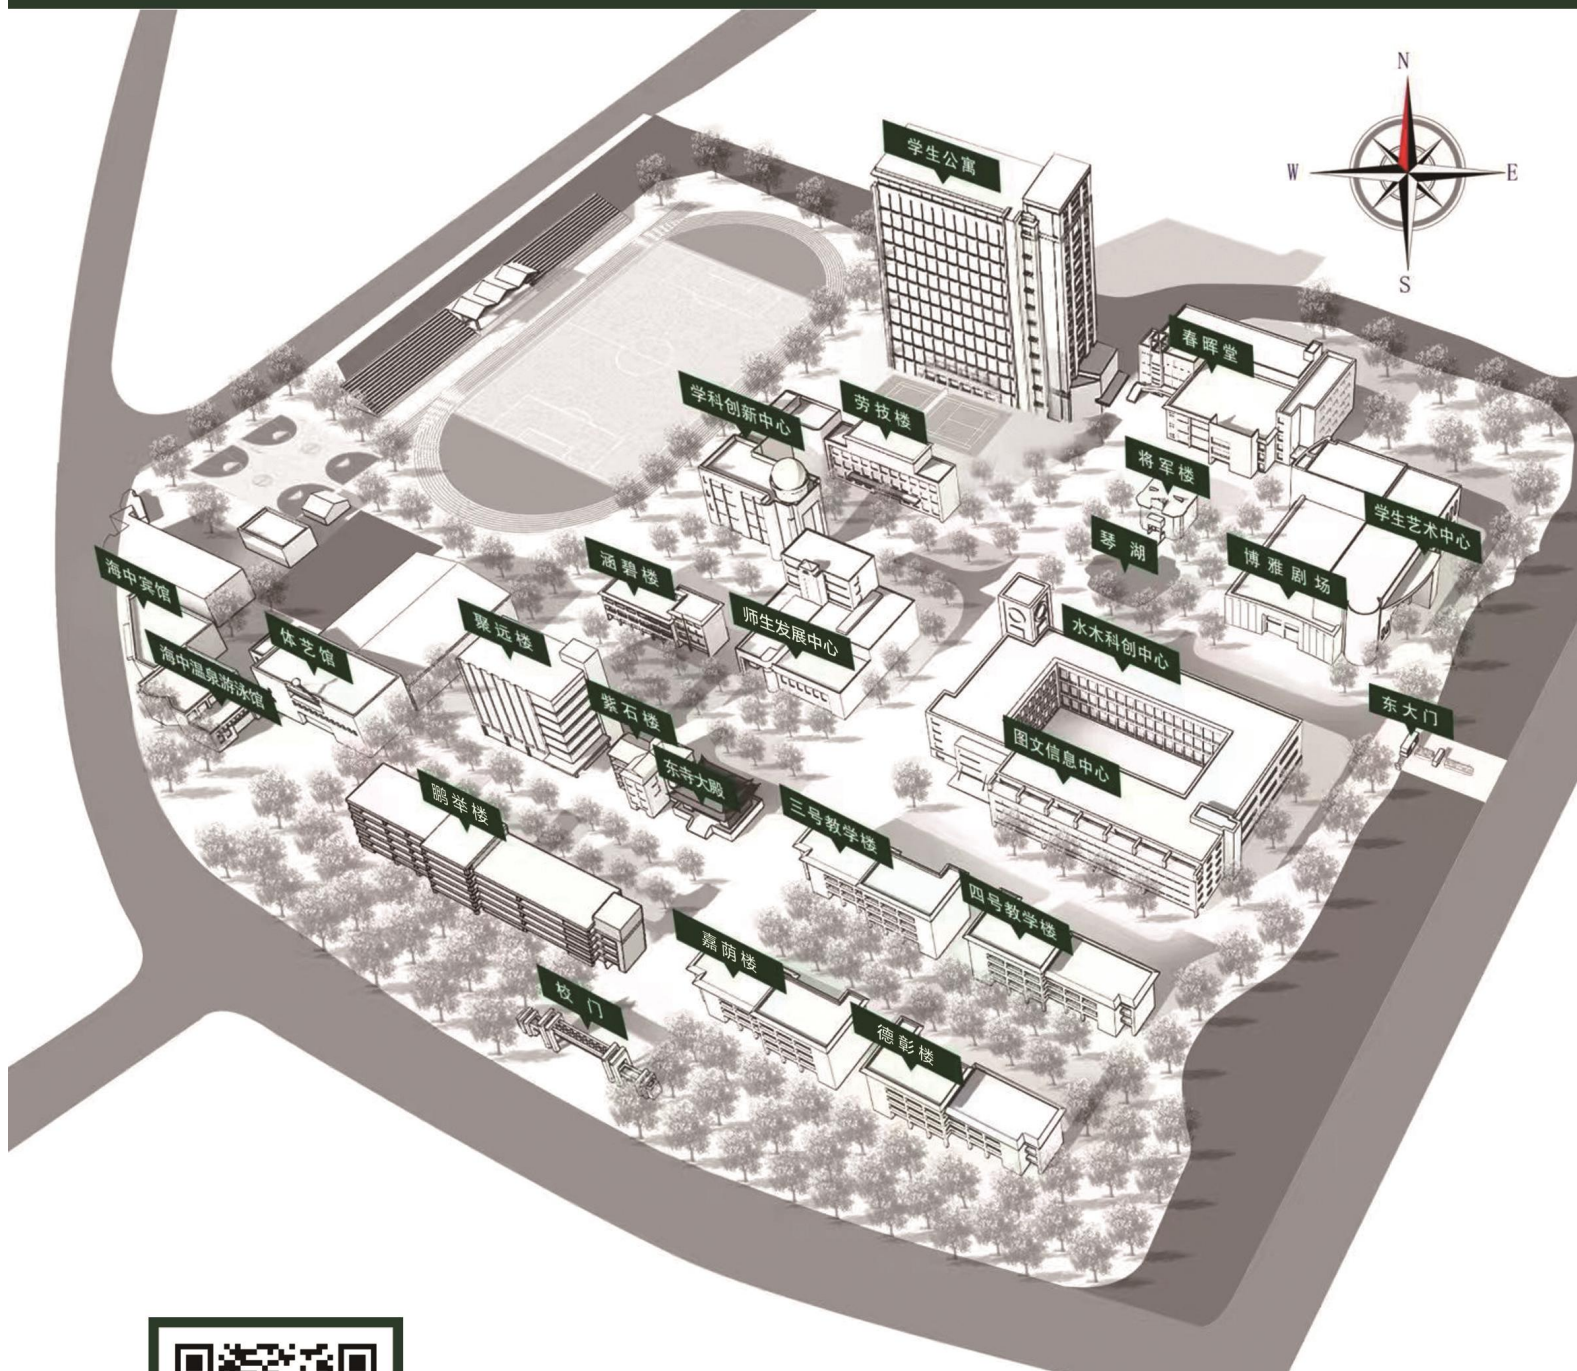 N
W
E
S
学生公寓
春晖堂
学科创新中心
劳技楼
将军楼
学生艺术中心
琴湖
博雅剧场
海中宾馆
涵碧楼
聚远楼
体艺馆
师生发展中心
水木科创中心
海中温泉游泳馆
紫石楼
东大门
图文信息中心
东寺大殿
鹏举楼
三号教学楼
四号教学楼
嘉荫楼
校门
德彰楼